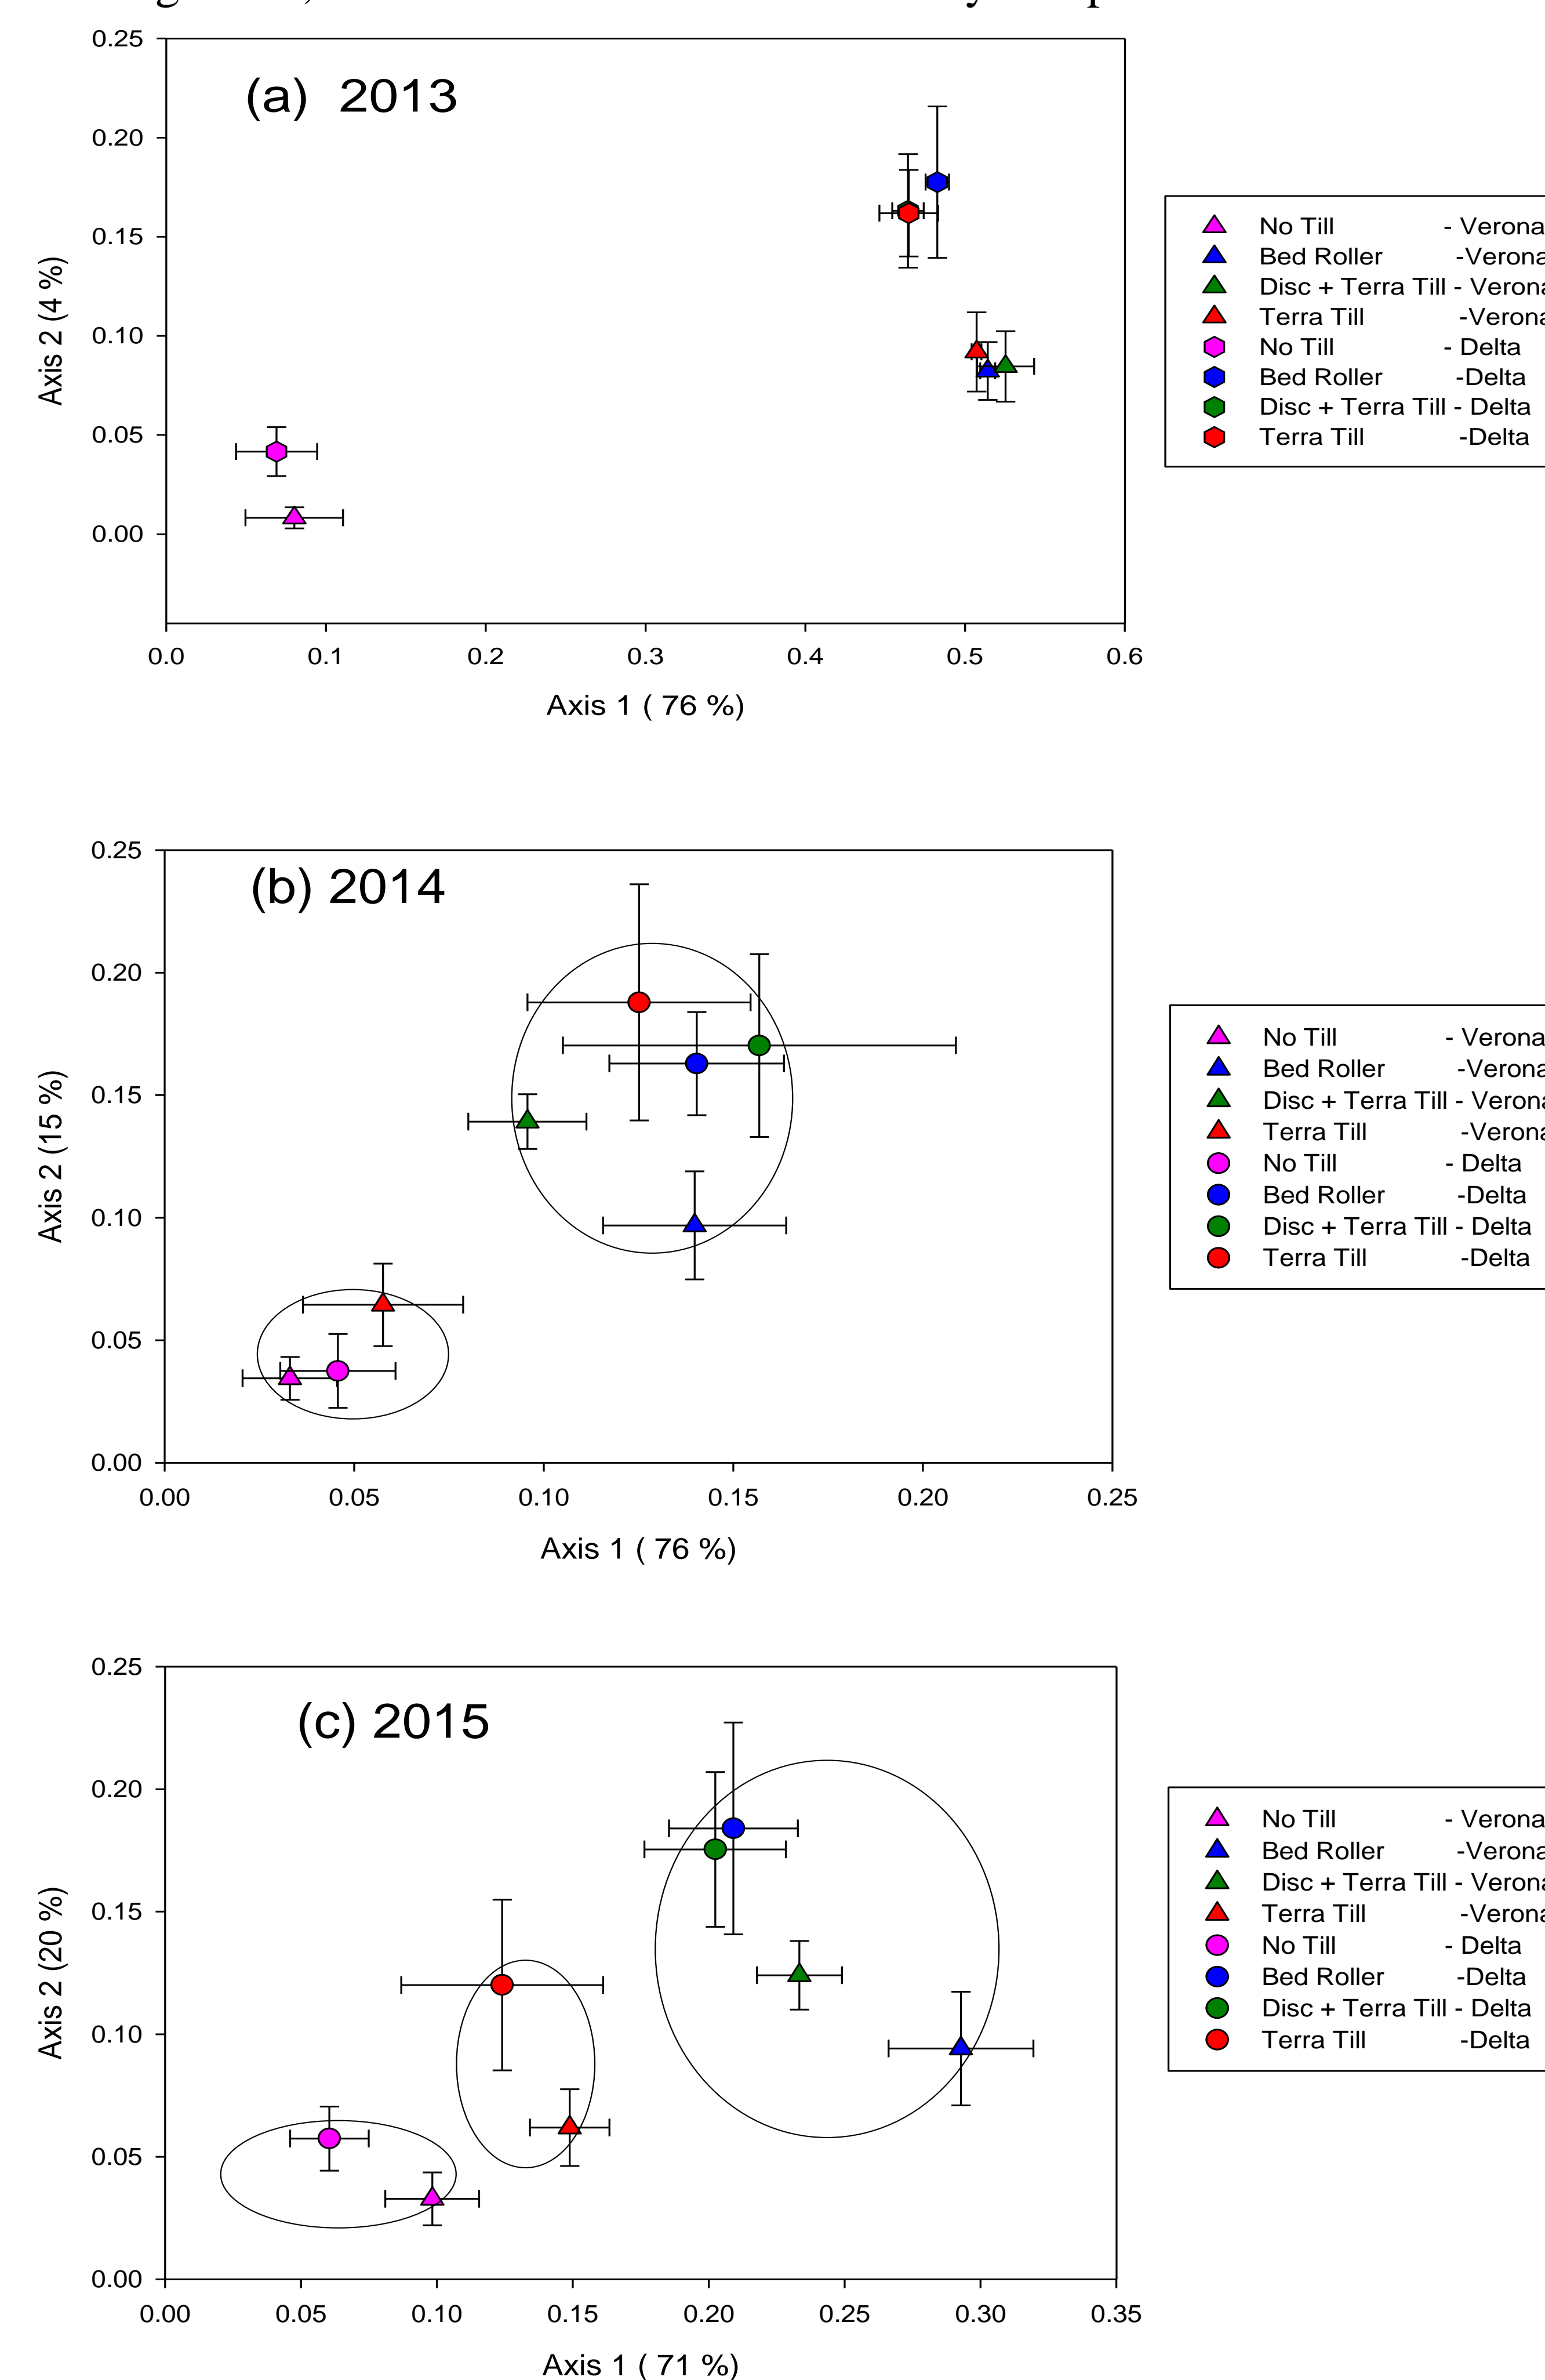 0.25
(a) 2013
0.20
0.15
0.10
0.05
0.00
Axis 2 (4 %)
0.0 0.1 0.2 0.3 0.4 0.5 0.6
Axis 1 ( 76 %)
No Till - Verona
Bed Roller -Verona
Disc + Terra Till - Verona
Terra Till -Verona
No Till - Delta
Bed Roller -Delta
Disc + Terra Till - Delta
Terra Till -Delta
0.25
(b) 2014
0.20
0.15
0.10
0.05
0.00
Axis 2 (15 %)
0.00 0.05 0.10 0.15 0.20 0.25
Axis 1 ( 76 %)
No Till - Verona
Bed Roller -Verona
Disc + Terra Till - Verona
Terra Till -Verona
No Till - Delta
Bed Roller -Delta
Disc + Terra Till - Delta
Terra Till -Delta
0.25
(c) 2015
0.20
0.15
0.10
0.05
0.00
Axis 2 (20 %)
0.00 0.05 0.10 0.15 0.20 0.25 0.30 0.35
Axis 1 ( 71 %)
No Till - Verona
Bed Roller -Verona
Disc + Terra Till - Verona
Terra Till -Verona
No Till - Delta
Bed Roller -Delta
Disc + Terra Till - Delta
Terra Till -Delta